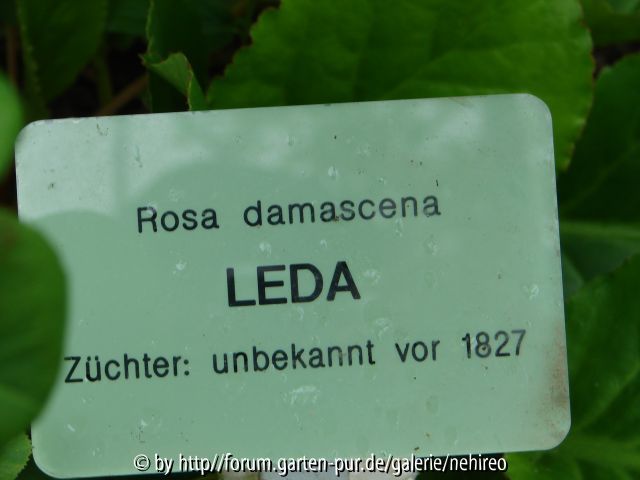 Rosa damascena
LEDA
Züchter: unbekannt vor 1827
© by http//forum.garten-pur.de/galerie/nehireo